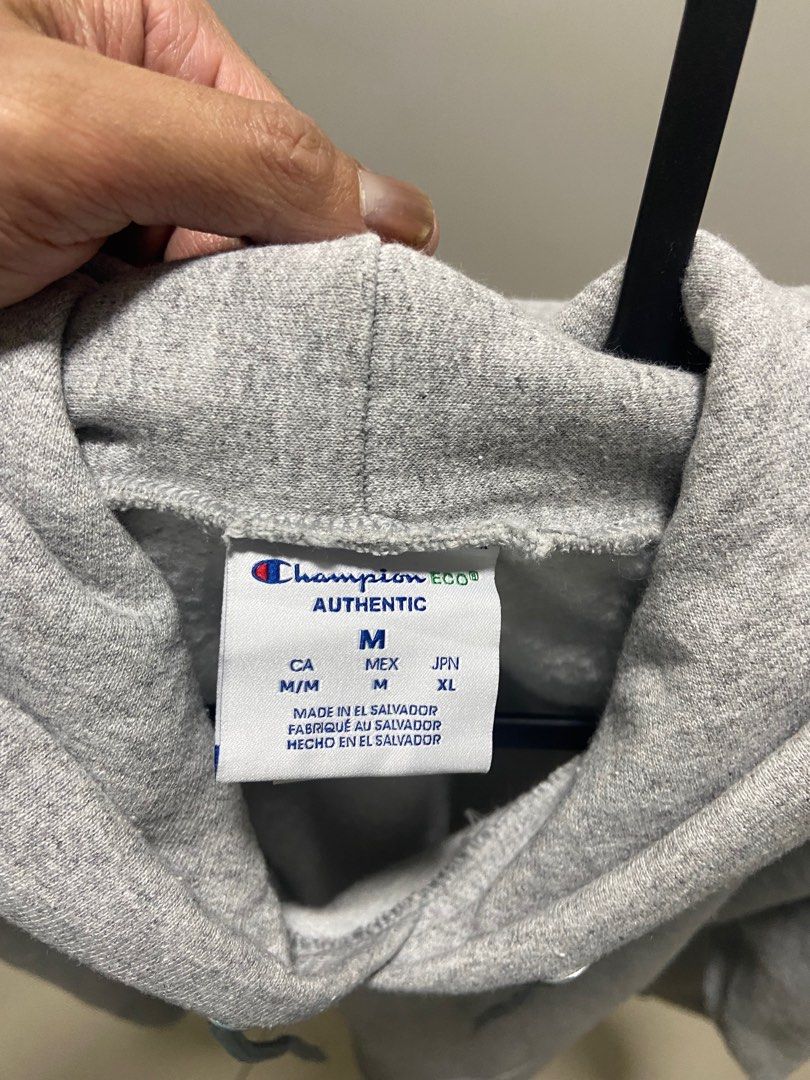 Champion ECO®
AUTHENTIC
M
CA MEX JPN
M/M M XL
MADE IN EL SALVADOR
FABRIQUÉ AU SALVADOR
HECHO EN EL SALVADOR